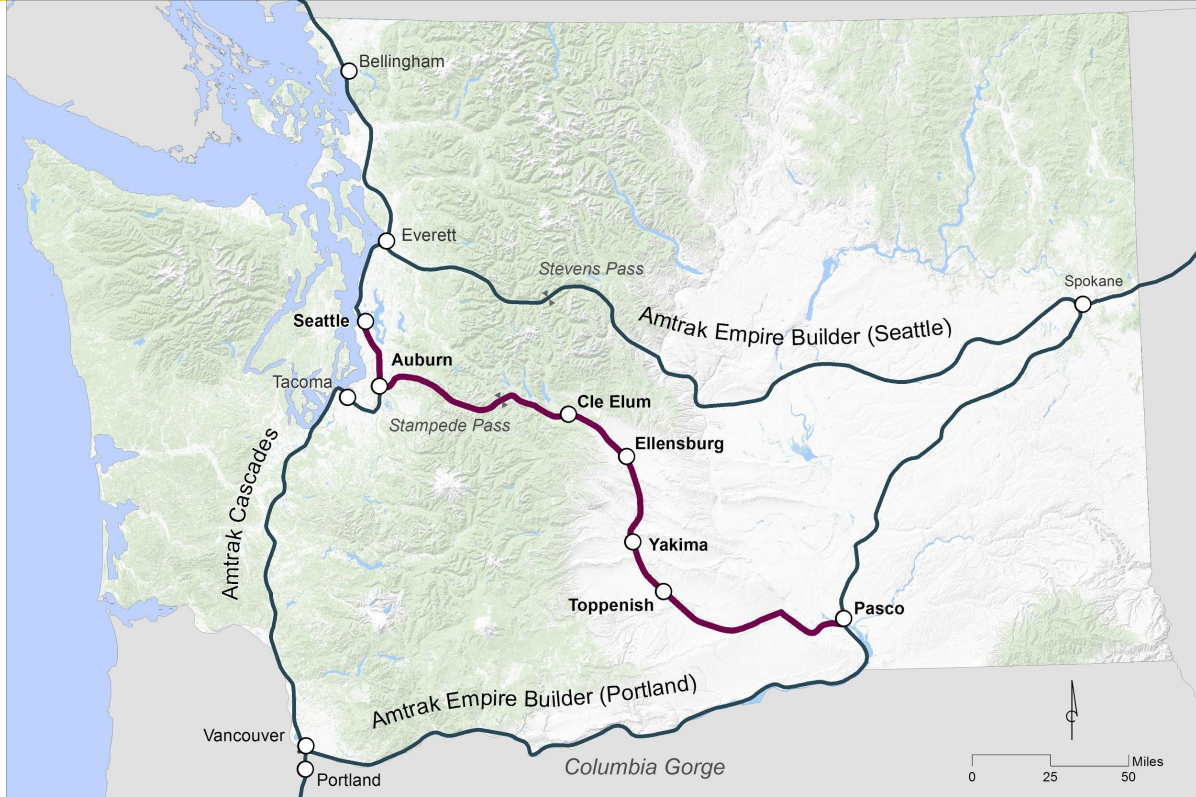 Bellingham
Everett
Stevens Pass
Spokane
Seattle
Amtrak Empire Builder (Seattle)
Auburn
Tacoma
Cle Elum
Stampede Pass
Ellensburg
Amtrak Cascades
Yakima
Toppenish
Pasco
Amtrak Empire Builder (Portland)
Vancouver
Columbia Gorge
Portland
Miles
0 25 50